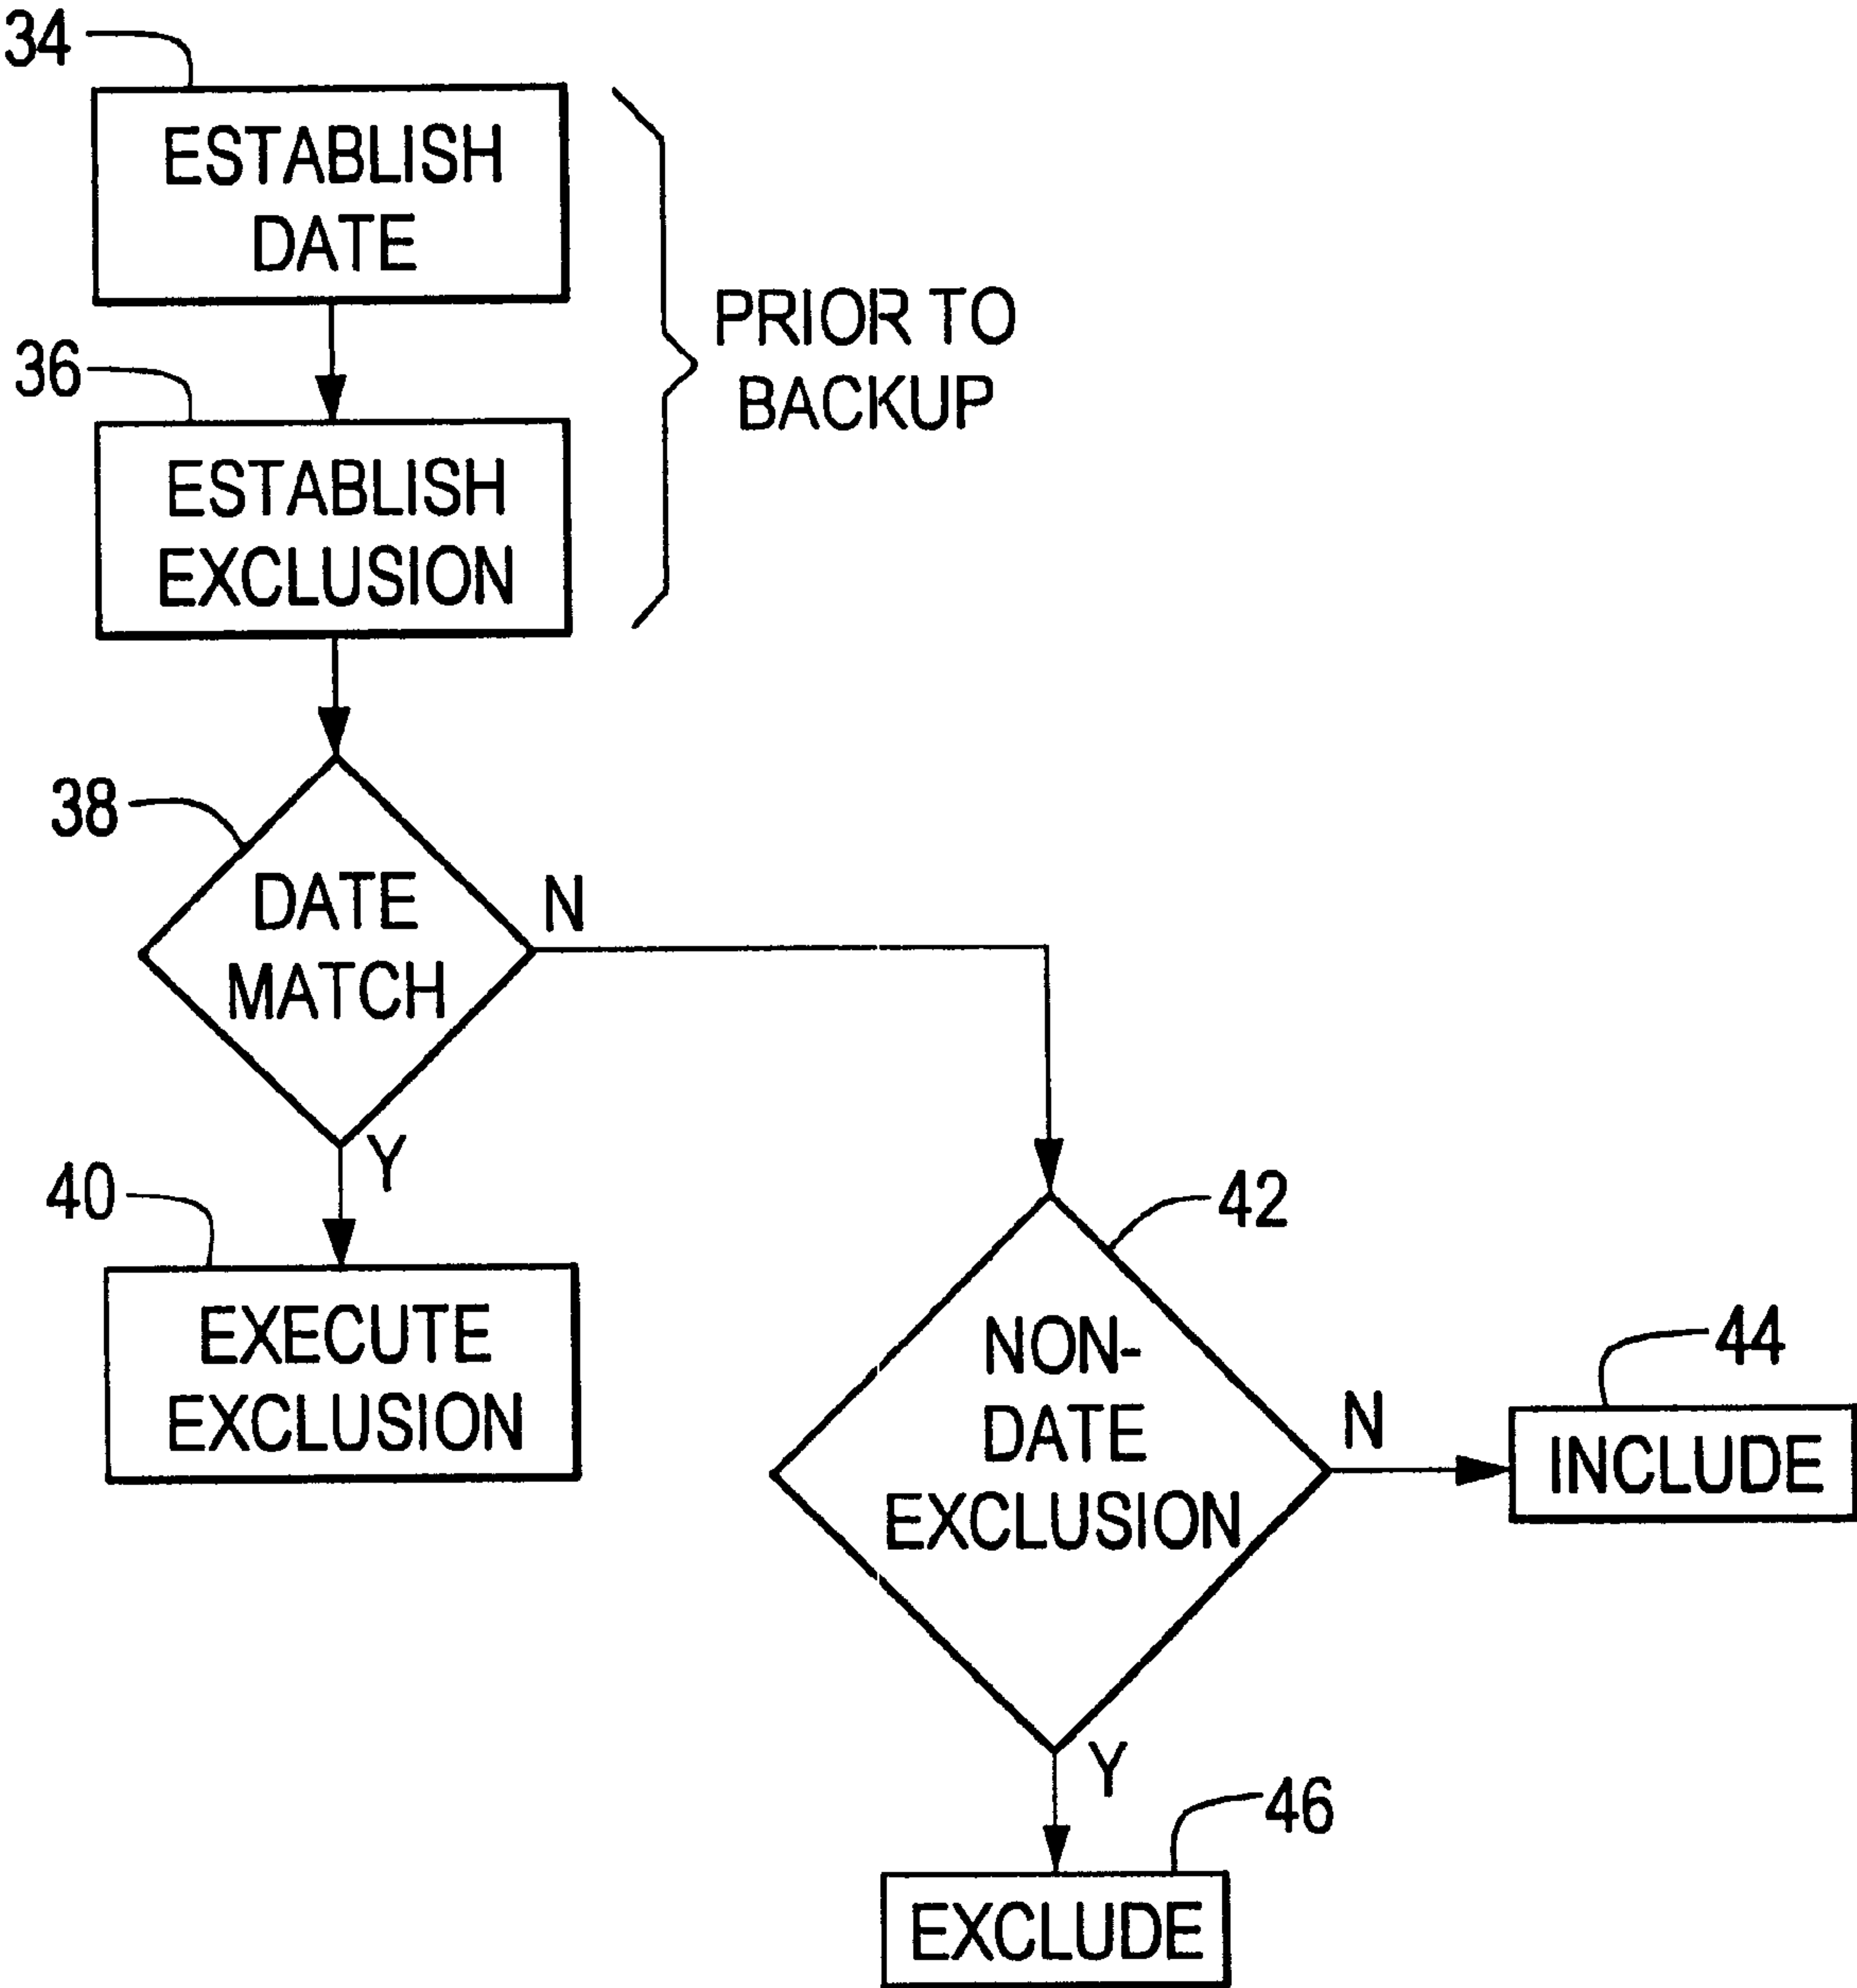 34
ESTABLISH
DATE
PRIOR TO
BACKUP
36
ESTABLISH
EXCLUSION
38
DATE
MATCH
N
Y
40
EXECUTE
EXCLUSION
42
NON-
DATE
EXCLUSION
N
44
INCLUDE
Y
46
EXCLUDE